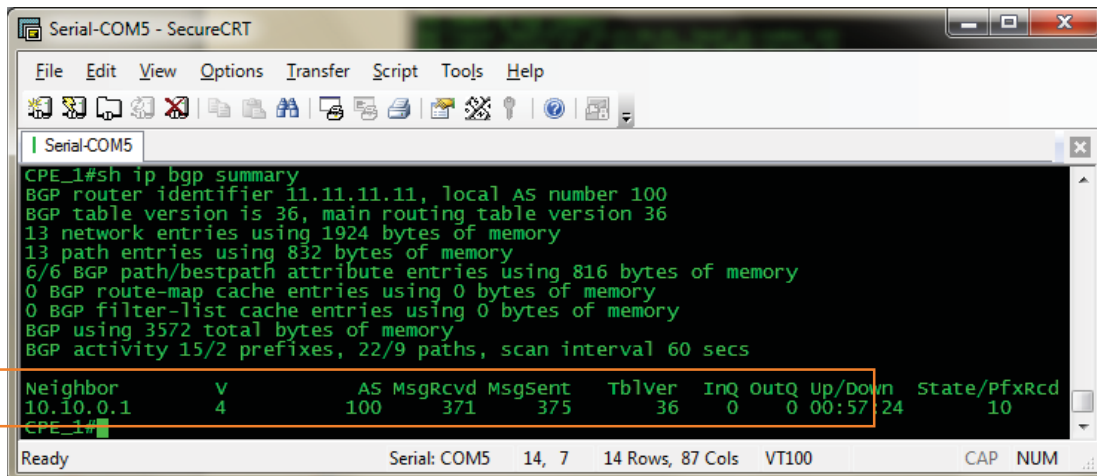 Serial-COM5 - SecureCRT
File Edit View Options Transfer Script Tools Help
Serial-COM5
CPE_1#sh ip bgp summary
BGP router identifier 11.11.11.11, local AS number 100
BGP table version is 36, main routing table version 36
13 network entries using 1924 bytes of memory
13 path entries using 832 bytes of memory
6/6 BGP path/bestpath attribute entries using 816 bytes of memory
0 BGP route-map cache entries using 0 bytes of memory
0 BGP filter-list cache entries using 0 bytes of memory
BGP using 3572 total bytes of memory
BGP activity 15/2 prefixes, 22/9 paths, scan interval 60 secs
Neighbor V AS MsgRcvd MsgSent TblVer InQ OutQ Up/Down State/PfxRcd
10.10.0.1 4 100 371 375 36 0 0 00:57:24 10
CPE_1#
Ready Serial: COM5 14, 7 14 Rows, 87 Cols VT100 CAP NUM